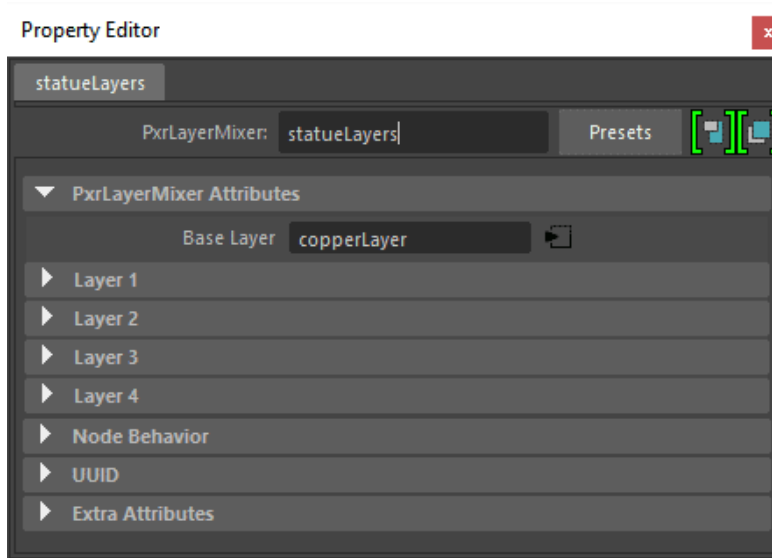 Property Editor
x
statueLayers
PxrLayerMixer: statueLayers Presets
PxrLayerMixer Attributes
Base Layer copperLayer
Layer 1
Layer 2
Layer 3
Layer 4
Node Behavior
UUID
Extra Attributes